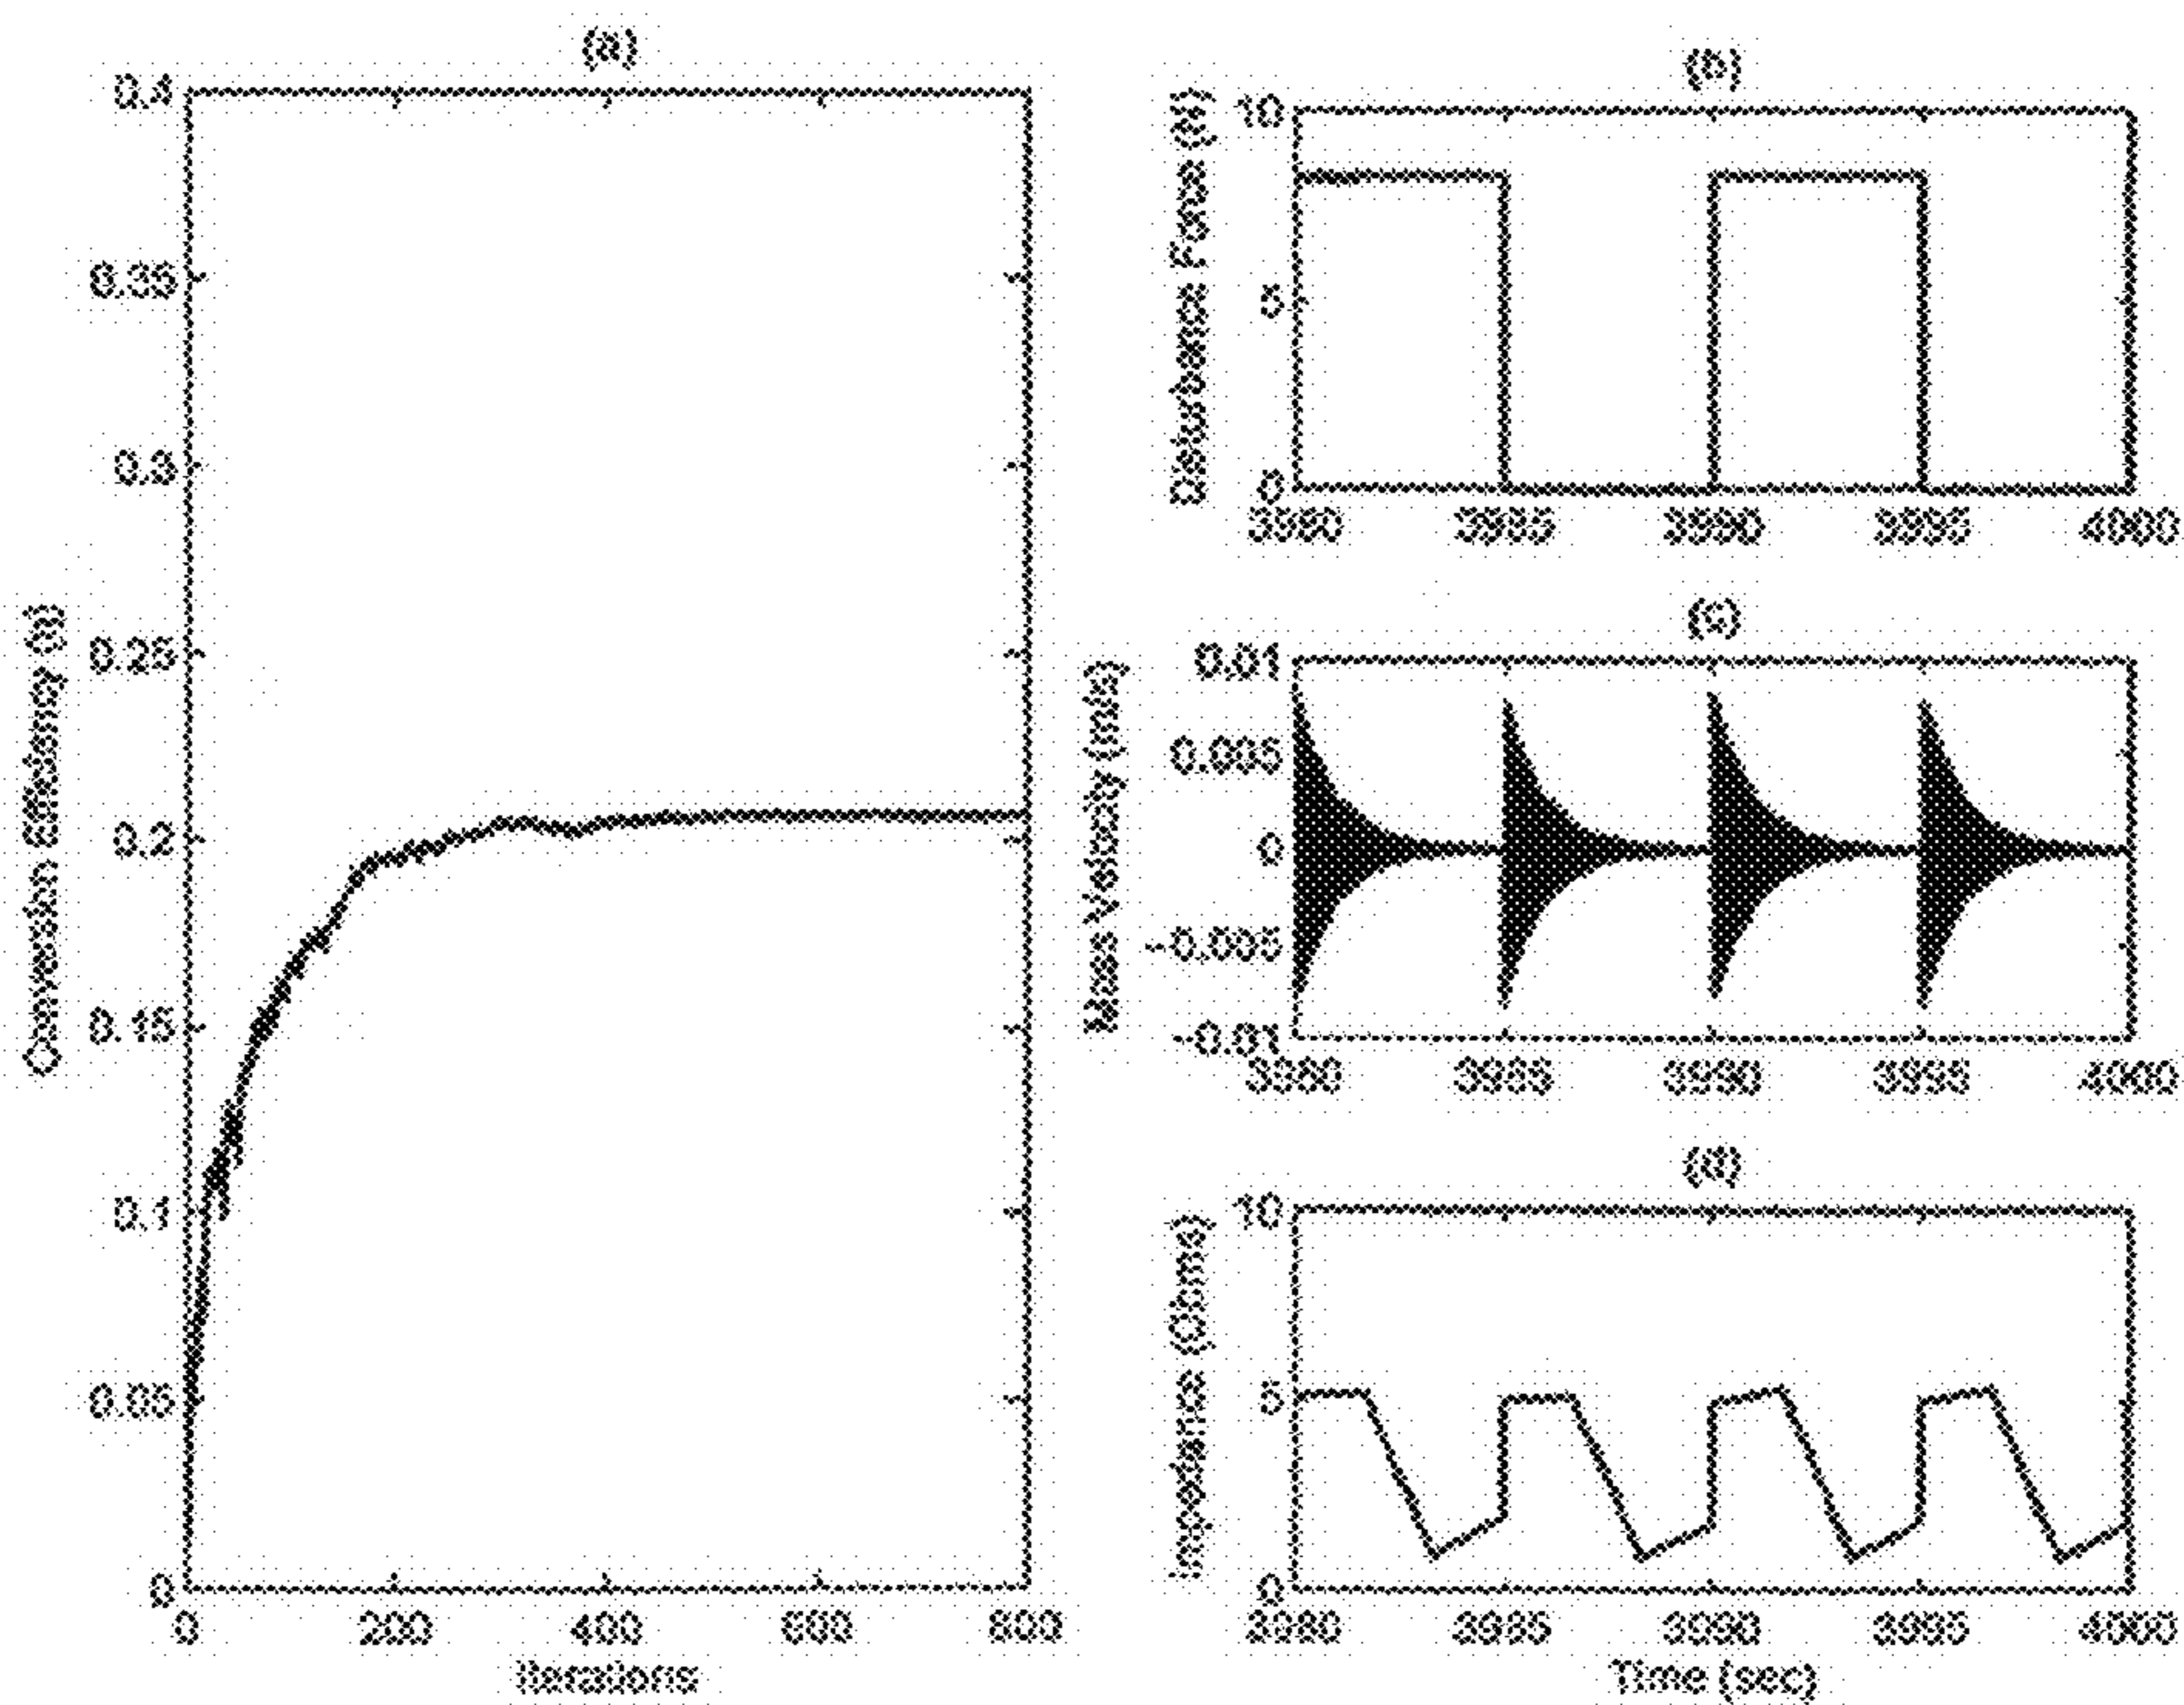 (a)
0.4
0.35
0.3
0.25
0.2
0.15
0.1
0.05
0
0 200 400 600 800
Iterations
Conversion Efficiency (α)
(b)
Disturbance Force (N)
10
5
0
3980 3985 3990 3995 4000
(c)
Mass Velocity (m/s)
0.01
0.005
0
-0.005
-0.01
3980 3985 3990 3995 4000
(d)
Impedance (Ohms)
10
5
0
3980 3985 3990 3995 4000
Time (sec)